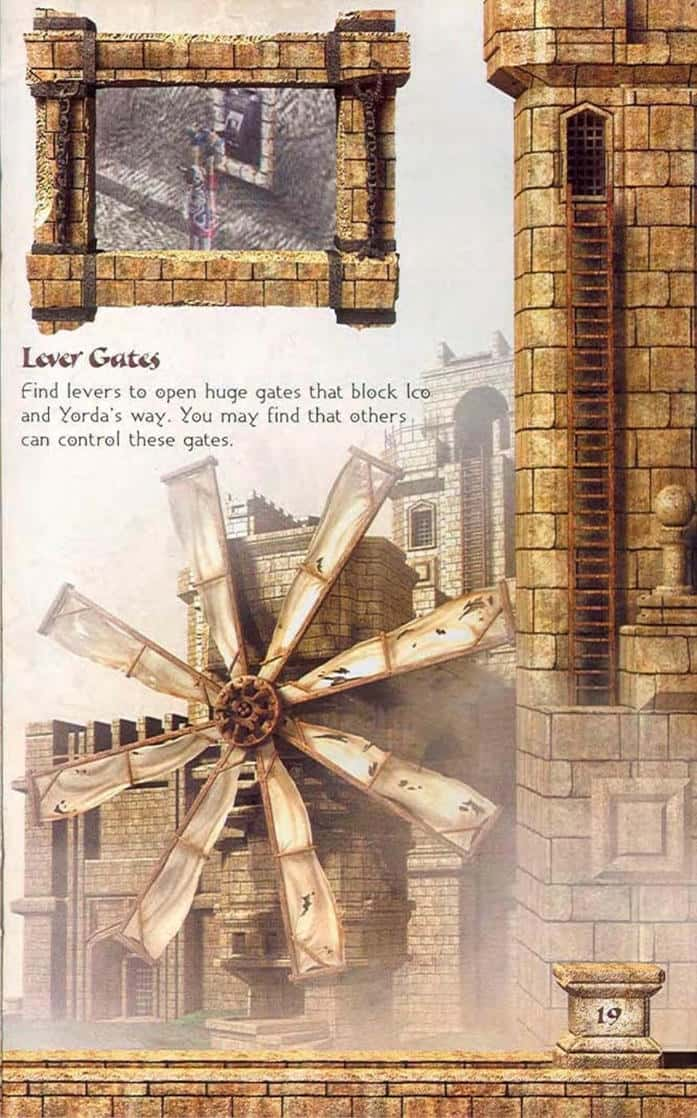 Lever Gates
Find levers to open huge gates that block Ico
and Yorda's way. You may find that others
can control these gates.
19